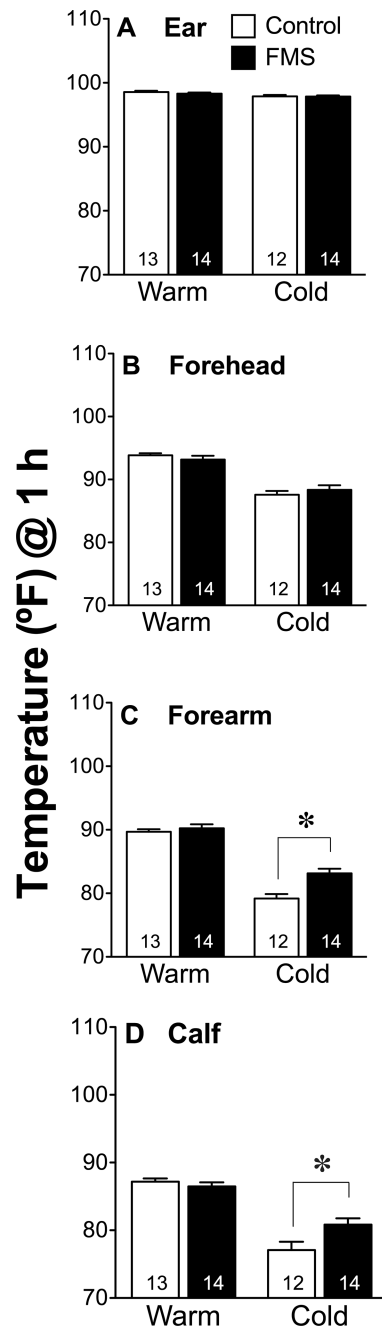 Temperature (ºF) @ 1 h
A Ear
Control
FMS
110
100
90
80
70
13 14 12 14
Warm Cold
B Forehead
110
100
90
80
70
13 14 12 14
Warm Cold
C Forearm
110
100
90
80
70
*
13 14 12 14
Warm Cold
D Calf
110
100
90
80
70
*
13 14 12 14
Warm Cold